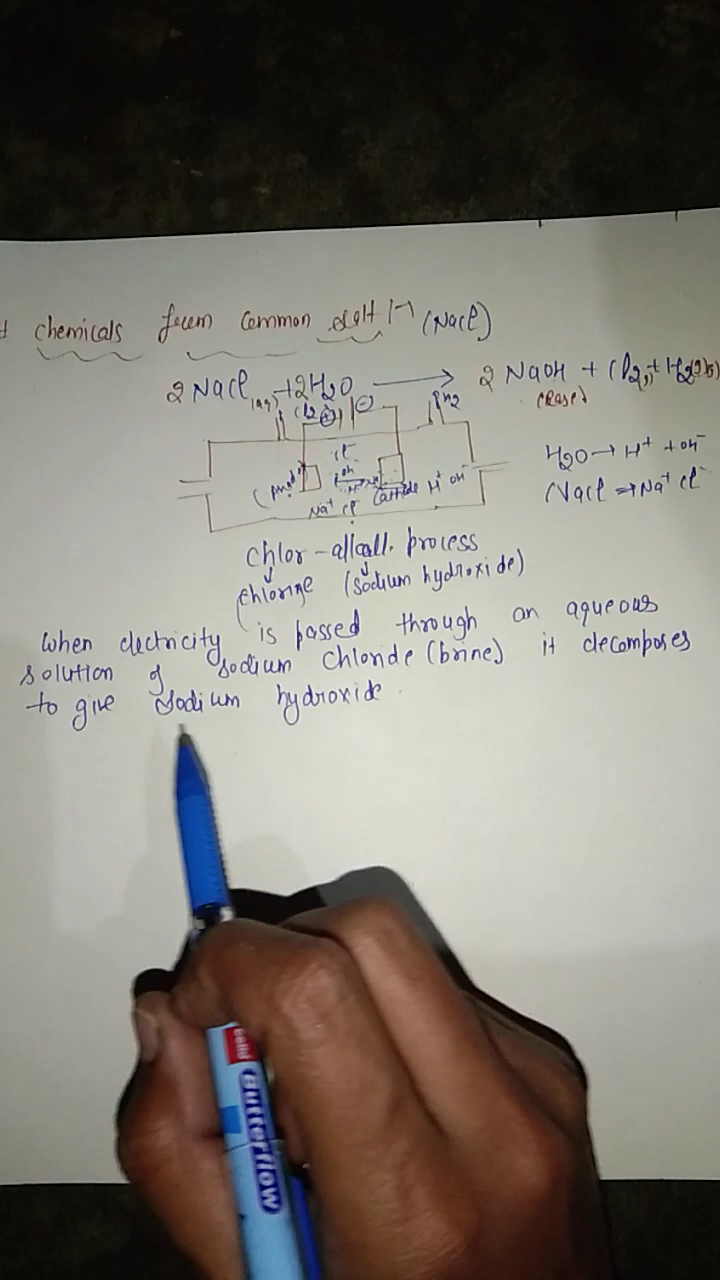 chemicals from common salt :- (NaCl)
2 NaCl (aq) + 2H2O → 2 NaOH + Cl2 + H2
(Base)
H2O → H+ + OH-
NaCl → Na+ Cl-
Na+ Cl- Cathode H+ OH-
Chlor-alkali process
chlorine (sodium hydroxide)
When electricity is passed through an aqueous
solution of sodium chloride (brine) it decomposes
to give sodium hydroxide.
cello Butterflow